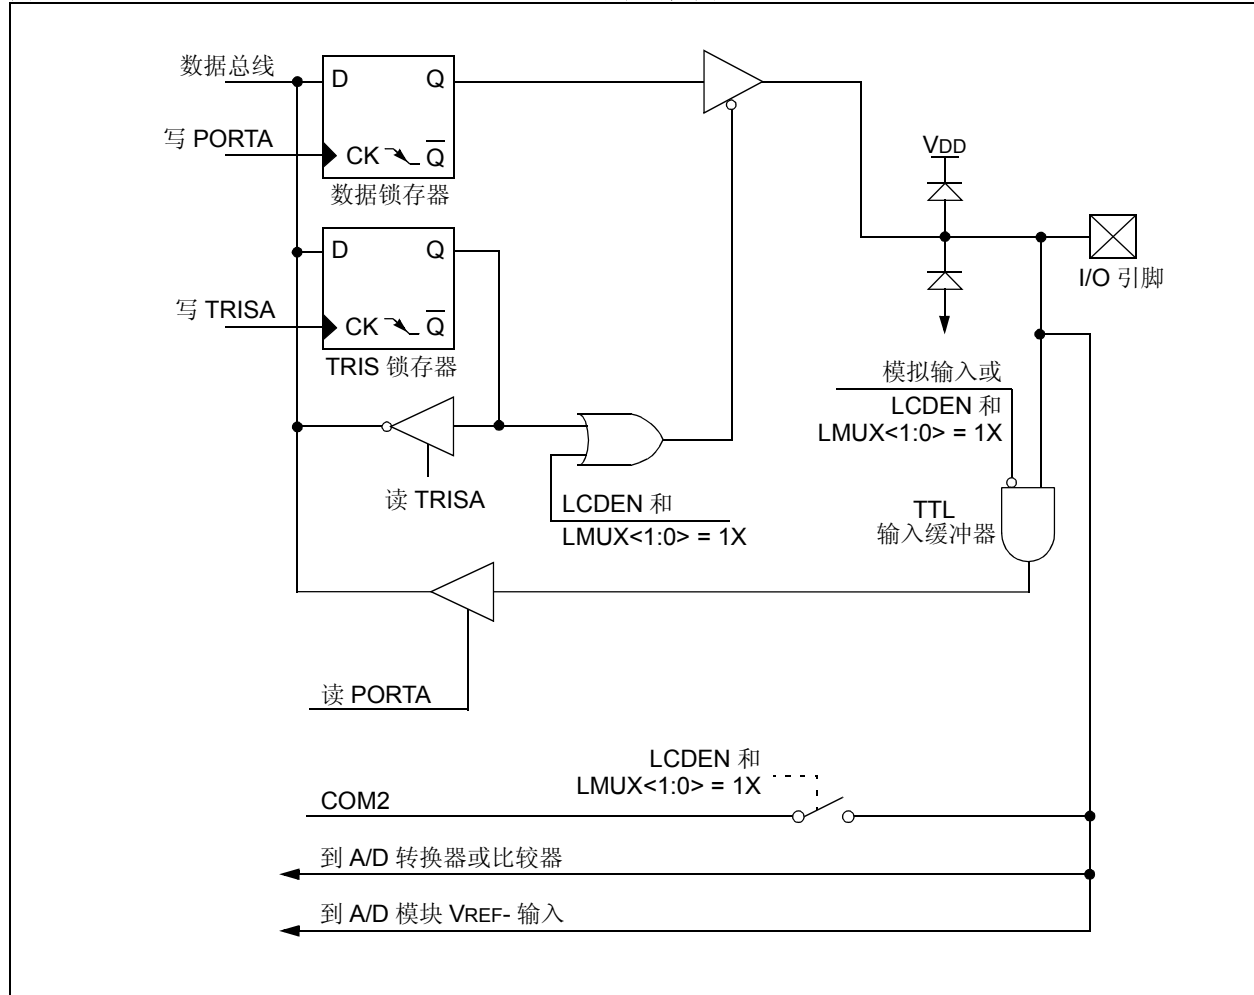 数据总线
D Q
写 PORTA
CK Q
数据锁存器
VDD
D Q
I/O 引脚
写 TRISA
CK Q
TRIS 锁存器
模拟输入或
LCDEN 和
LMUX<1:0> = 1X
读 TRISA
LCDEN 和
LMUX<1:0> = 1X
TTL
输入缓冲器
读 PORTA
LCDEN 和
LMUX<1:0> = 1X
COM2
到 A/D 转换器或比较器
到 A/D 模块 VREF- 输入